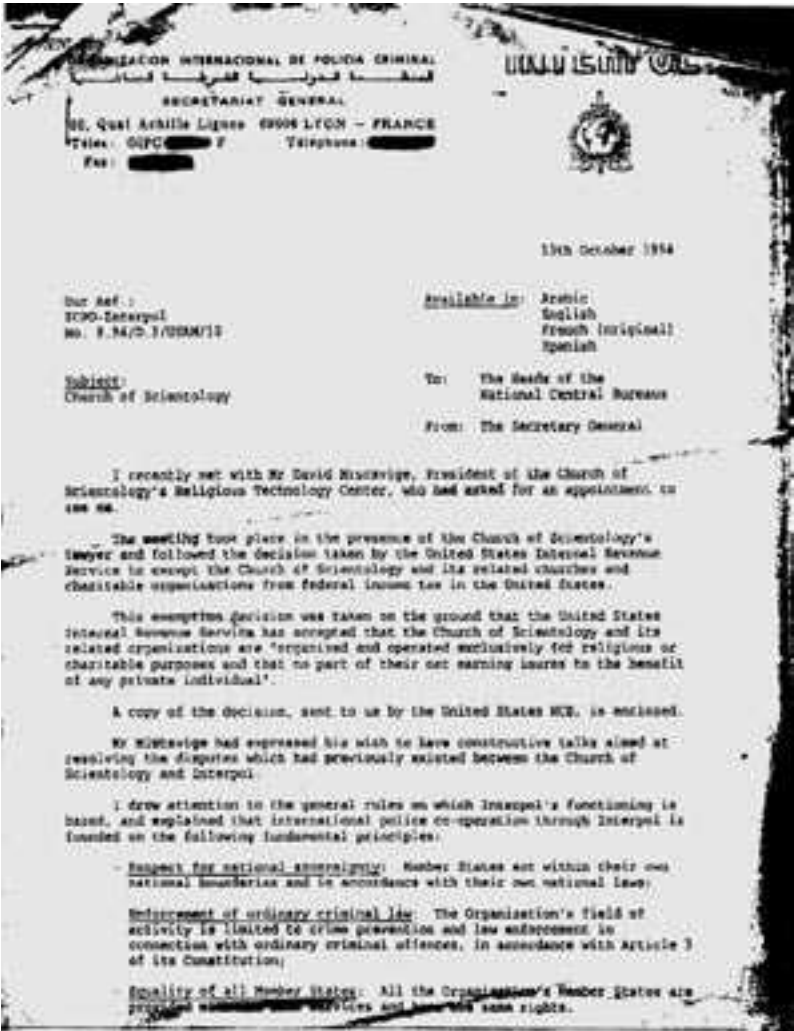 ORGANIZACION INTERNACIONAL DE POLICIA CRIMINAL
SECRETARIAT GENERAL
Quai Achille Lignon 69006 LYON - FRANCE
Telex: OIPC F Telephone:
Fax:
13th October 1994
Our Ref.:
ICPO-Interpol
Available in: Arabic
English
French (original)
Spanish
Subject:
Church of Scientology
To: The Heads of the
National Central Bureaus
From: The Secretary General
I recently met with Mr David Miscavige, President of the Church of
Scientology's Religious Technology Center, who had asked for an appointment to
see me.
The meeting took place in the presence of the Church of Scientology's
lawyer and followed the decision taken by the United States Internal Revenue
Service to exempt the Church of Scientology and its related churches and
charitable organizations from federal income tax in the United States.
This exemption decision was taken on the ground that the United States
Internal Revenue Service has accepted that the Church of Scientology and its
related organizations are "organized and operated exclusively for religious or
charitable purposes and that no part of their net earning inures to the benefit
of any private individual".
A copy of the decision, sent to us by the United States NCB, is enclosed.
Mr Miscavige had expressed his wish to have constructive talks aimed at
resolving the disputes which had previously existed between the Church of
Scientology and Interpol.
I drew attention to the general rules on which Interpol's functioning is
based, and explained that international police co-operation through Interpol is
founded on the following fundamental principles:
- Respect for national sovereignty: Member States act within their own
national boundaries and in accordance with their own national laws;
Enforcement of ordinary criminal law: The Organization's field of
activity is limited to crime prevention and law enforcement in
connection with ordinary criminal offences, in accordance with Article 3
of its Constitution;
- Equality of all Member States: All the Organization's Member States are
provided services and have the same rights.